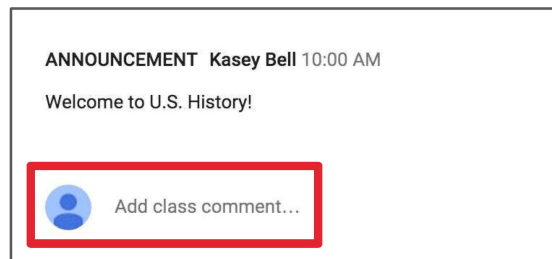 ANNOUNCEMENT Kasey Bell 10:00 AM
Welcome to U.S. History!
Add class comment...